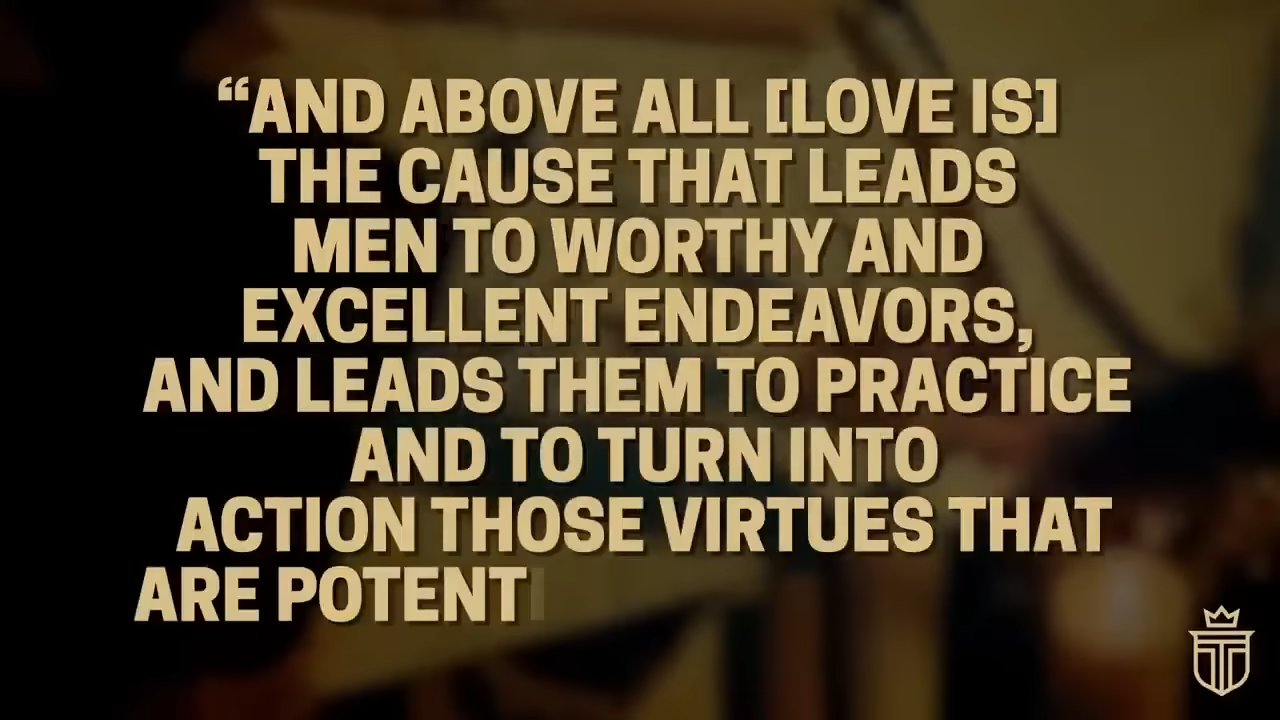 “AND ABOVE ALL [LOVE IS]
THE CAUSE THAT LEADS
MEN TO WORTHY AND
EXCELLENT ENDEAVORS,
AND LEADS THEM TO PRACTICE
AND TO TURN INTO
ACTION THOSE VIRTUES THAT
ARE POTENT